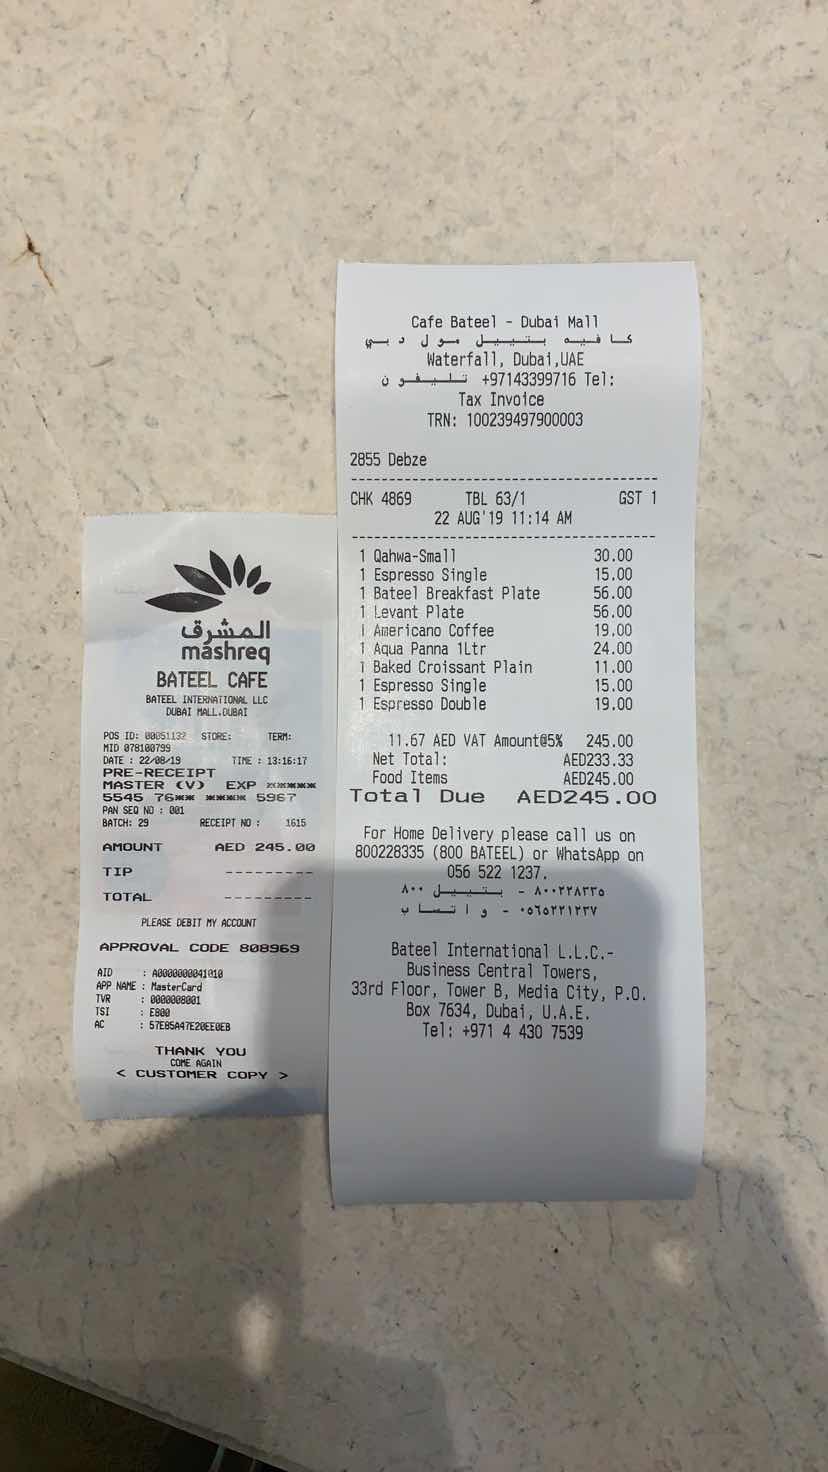 المشرق
mashreq
BATEEL CAFE
BATEEL INTERNATIONAL LLC
DUBAI MALL.DUBAI
POS ID: 00051132 STORE: TERM:
MID 078100799
DATE : 22/08/19 TIME : 13:16:17
PRE-RECEIPT
MASTER (V) EXP *****
5545 76** **** 5967
PAN SEQ NO : 001
BATCH: 29 RECEIPT NO : 1615
AMOUNT AED 245.00
TIP ---------
TOTAL ---------
PLEASE DEBIT MY ACCOUNT
APPROVAL CODE 808969
AID : A0000000041010
APP NAME : MasterCard
TVR : 0000008001
TSI : E800
AC : 57E85A47E20EE0EB
THANK YOU
COME AGAIN
< CUSTOMER COPY >
Cafe Bateel - Dubai Mall
كافيه بتييل مول دبي
Waterfall, Dubai,UAE
تليفون +97143399716 Tel:
Tax Invoice
TRN: 100239497900003
2855 Debze
CHK 4869 TBL 63/1 GST 1
22 AUG'19 11:14 AM
1 Qahwa-Small 30.00
1 Espresso Single 15.00
1 Bateel Breakfast Plate 56.00
1 Levant Plate 56.00
1 Americano Coffee 19.00
1 Aqua Panna 1Ltr 24.00
1 Baked Croissant Plain 11.00
1 Espresso Single 15.00
1 Espresso Double 19.00
11.67 AED VAT Amount@5% 245.00
Net Total: AED233.33
Food Items AED245.00
Total Due AED245.00
For Home Delivery please call us on
800228335 (800 BATEEL) or WhatsApp on
056 522 1237.
٨٠٠٢٢٨٣٣٥ - بتييل ٨٠٠
٠٥٦٥٢٢١٢٣٧ - واتساب
Bateel International L.L.C.-
Business Central Towers,
33rd Floor, Tower B, Media City, P.O.
Box 7634, Dubai, U.A.E.
Tel: +971 4 430 7539